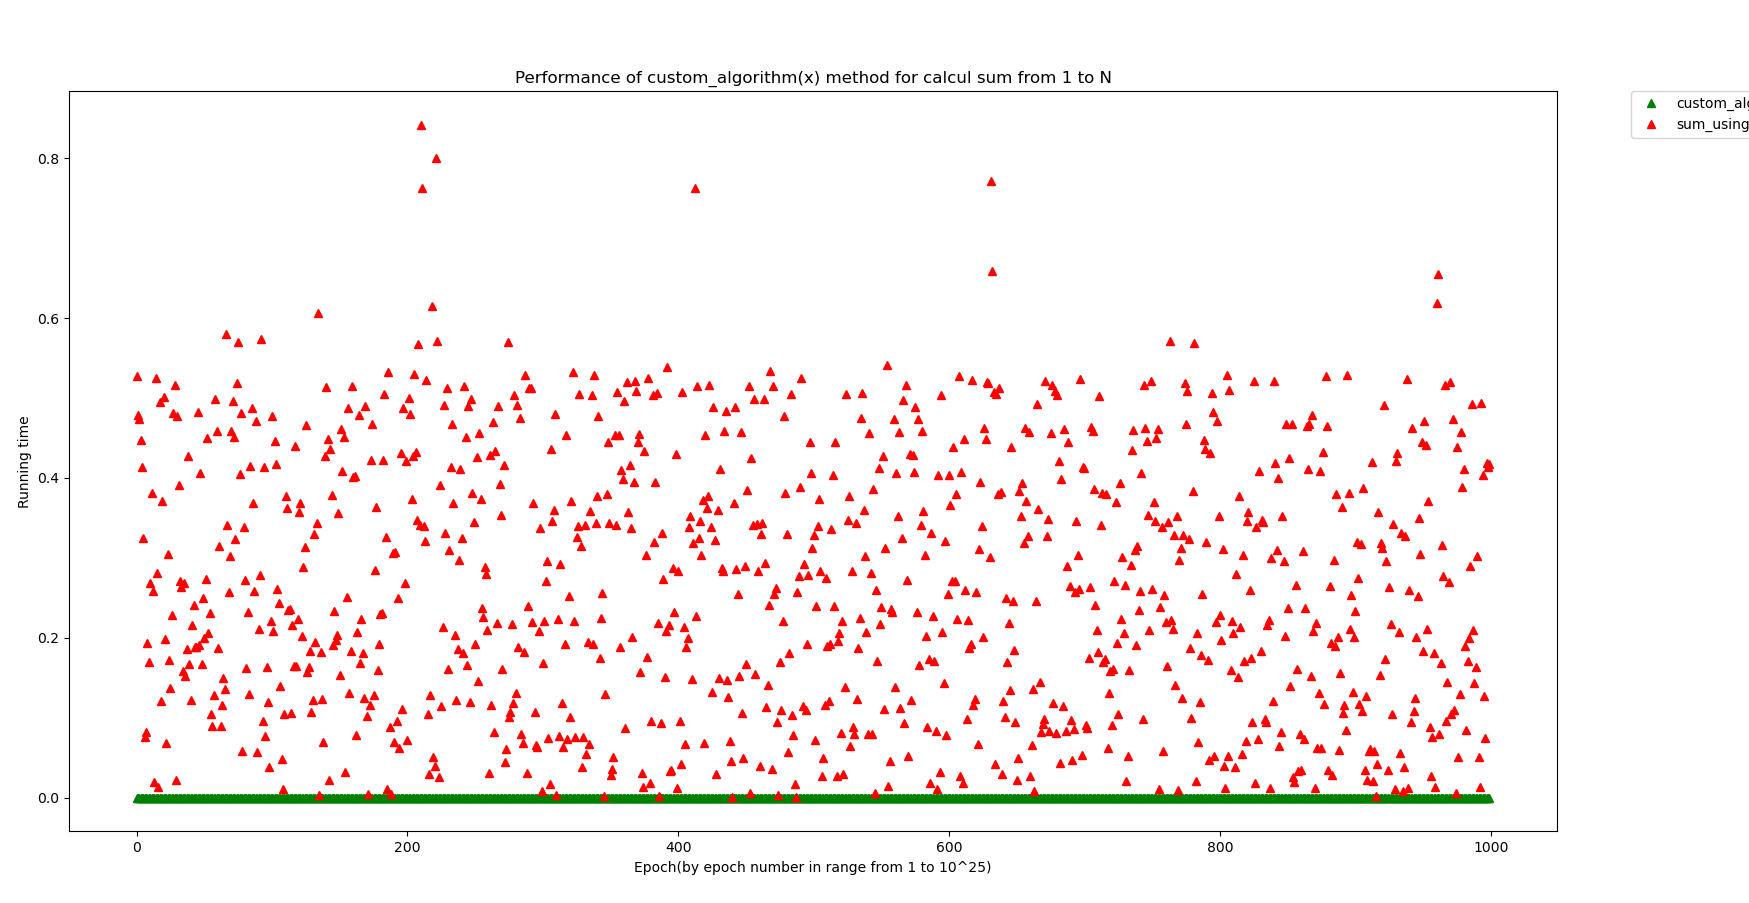 Performance of custom_algorithm(x) method for calcul sum from 1 to N
custom_alg
sum_using
0.8
0.6
0.4
0.2
0.0
Running time
0 200 400 600 800 1000
Epoch(by epoch number in range from 1 to 10^25)